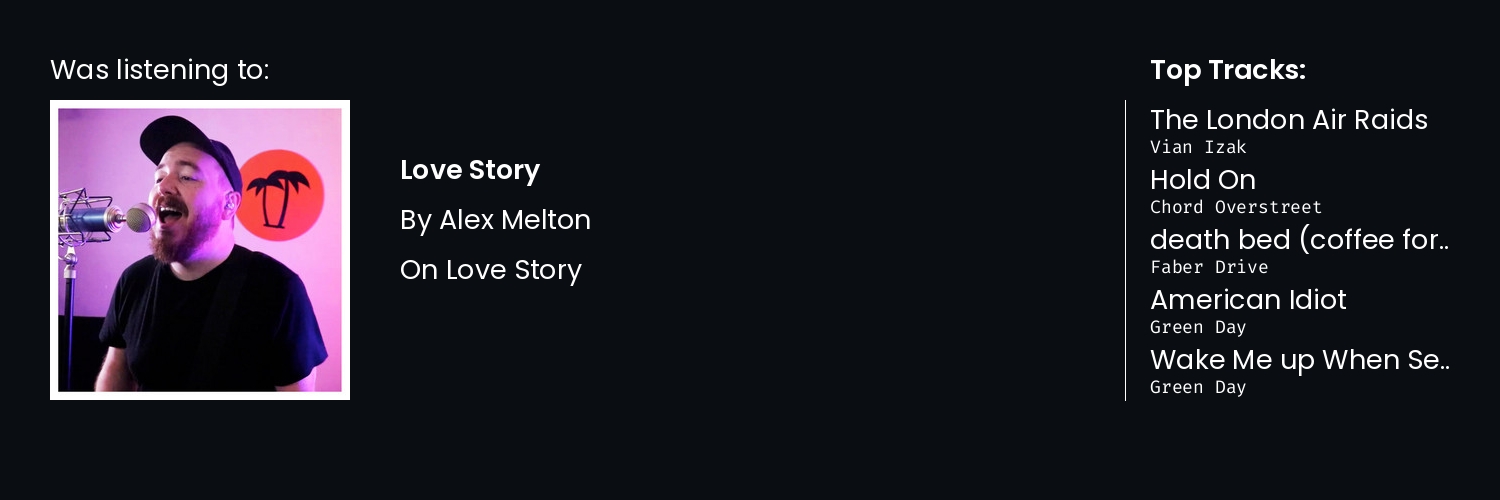 Was listening to:
Love Story
By Alex Melton
On Love Story
Top Tracks:
The London Air Raids
Vian Izak
Hold On
Chord Overstreet
death bed (coffee for..
Faber Drive
American Idiot
Green Day
Wake Me up When Se..
Green Day